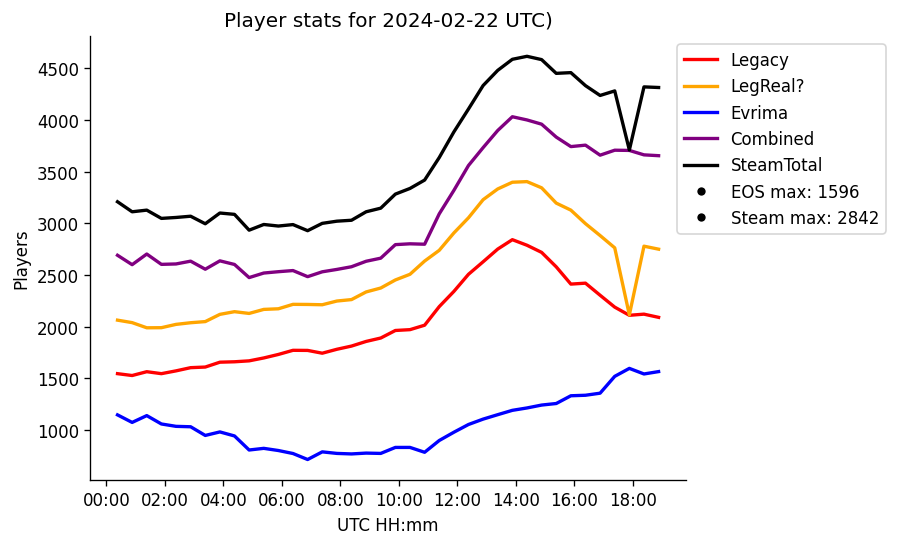 Player stats for 2024-02-22 UTC)
Players
4500
4000
3500
3000
2500
2000
1500
1000
00:00 02:00 04:00 06:00 08:00 10:00 12:00 14:00 16:00 18:00
UTC HH:mm
Legacy
LegReal?
Evrima
Combined
SteamTotal
EOS max: 1596
Steam max: 2842